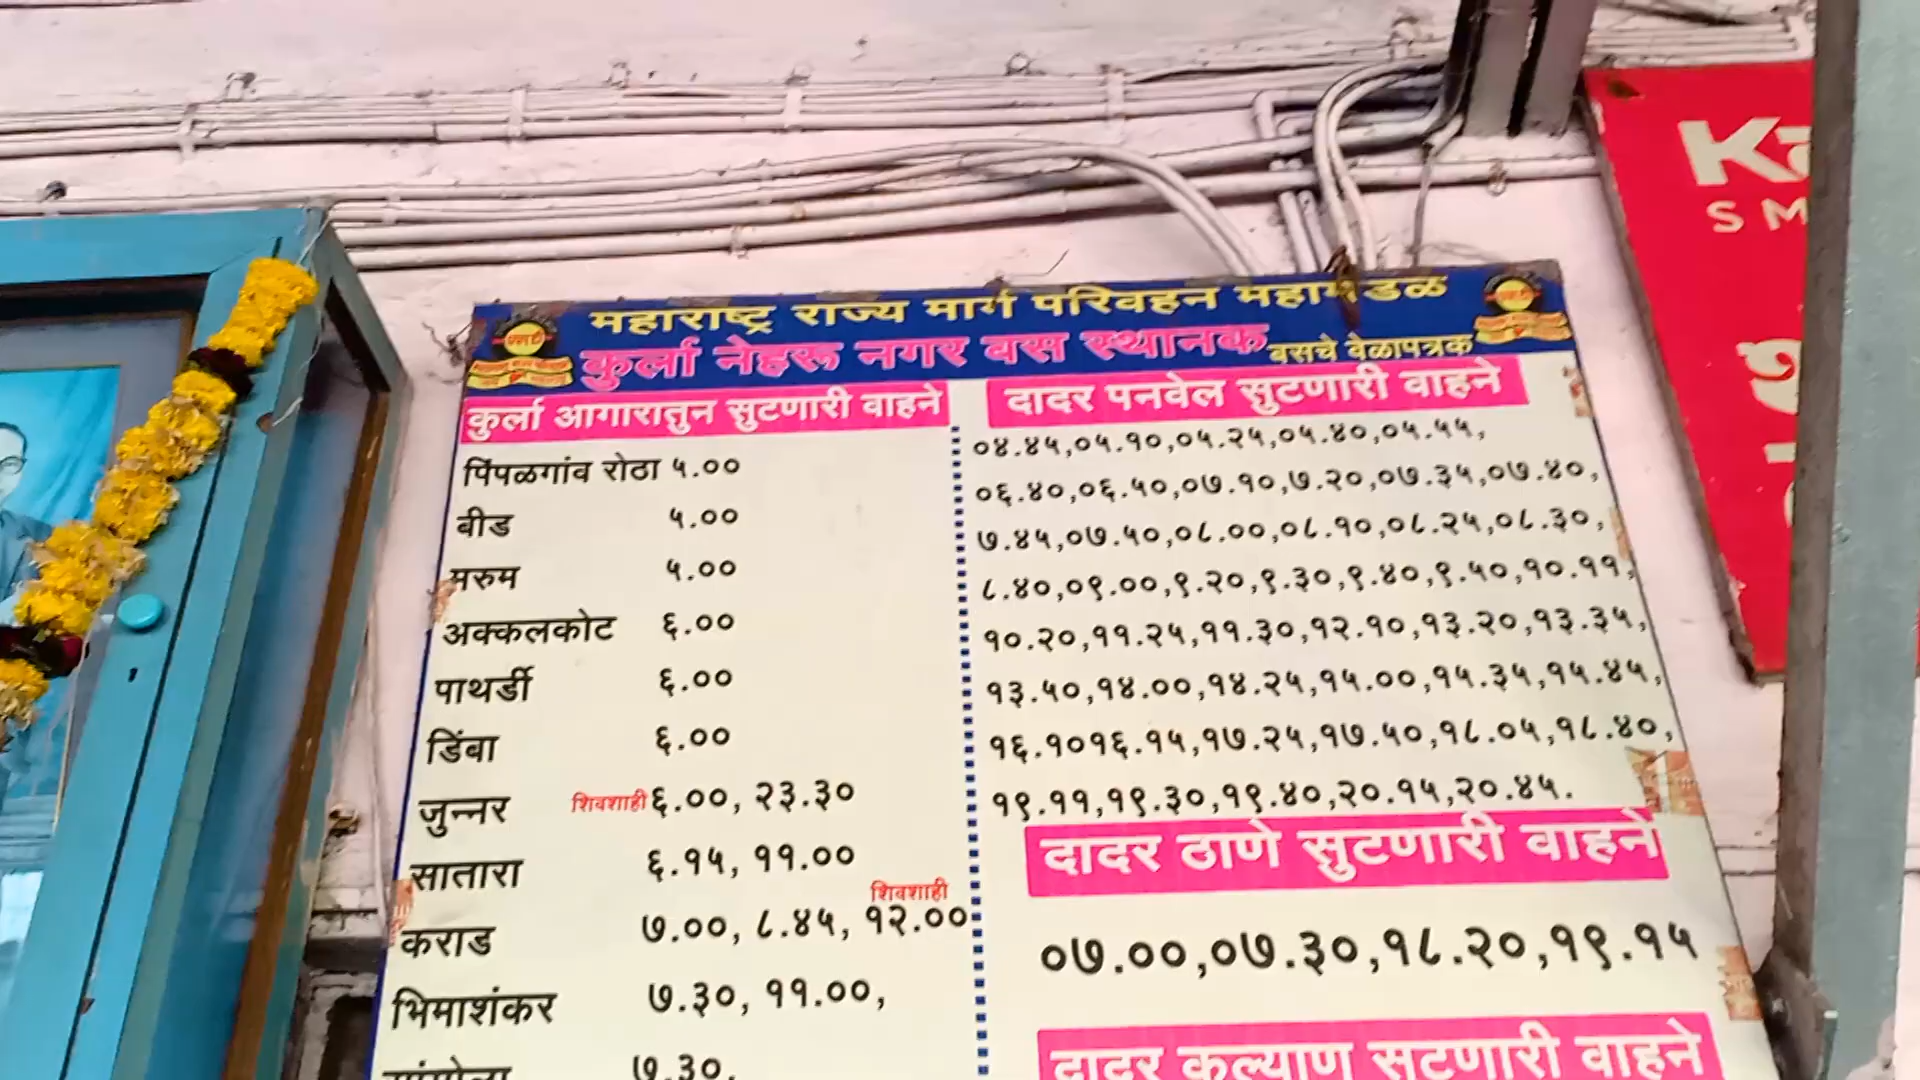 महाराष्ट्र राज्य मार्ग परिवहन महामंडळ
कुर्ला नेहरू नगर बस स्थानक बसचे वेळापत्रक
कुर्ला आगारातुन सुटणारी वाहने
पिंपळगांव रोठा ५.००
बीड ५.००
मरुम ५.००
अक्कलकोट ६.००
पाथर्डी ६.००
डिंबा ६.००
जुन्नर शिवशाही ६.००, २३.३०
सातारा ६.१५, ११.००
शिवशाही
कराड ७.००, ८.४५, १२.००
भिमाशंकर ७.३०, ११.००,
७.३०,
दादर पनवेल सुटणारी वाहने
०४.४५,०५.१०,०५.२५,०५.४०,०५.५५,
०६.४०,०६.५०,०७.१०,७.२०,०७.३५,०७.४०,
७.४५,०७.५०,०८.००,०८.१०,०८.२५,०८.३०,
८.४०,०९.००,९.२०,९.३०,९.४०,९.५०,१०.११,
१०.२०,११.२५,११.३०,१२.१०,१३.२०,१३.३५,
१३.५०,१४.००,१४.२५,१५.००,१५.३५,१५.४५,
१६.१०१६.१५,१७.२५,१७.५०,१८.०५,१८.४०,
१९.११,१९.३०,१९.४०,२०.१५,२०.४५.
दादर ठाणे सुटणारी वाहने
०७.००,०७.३०,१८.२०,१९.१५
दादर कल्याण सुटणारी वाहने